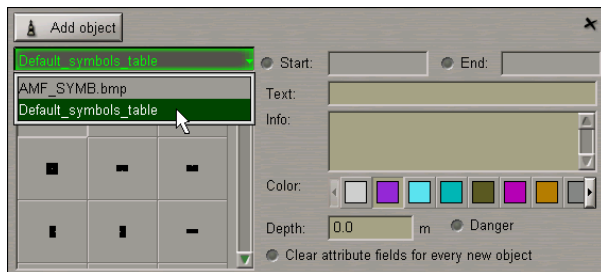 Add object
Default_symbols_table
AMF_SYMB.bmp
Default_symbols_table
Start:
End:
Text:
Info:
Color:
Depth: 0.0 m
Danger
Clear attribute fields for every new object